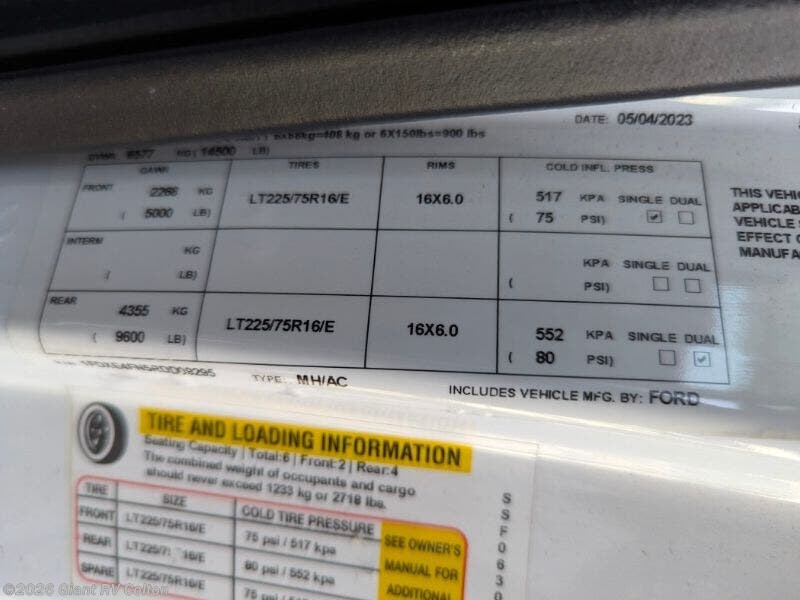 DATE: 05/04/2023
6X68kg=408 kg or 6X150lbs=900 lbs
GVWR 6577 KG (14500 LB)
GAWR TIRES RIMS COLD INFL. PRESS
FRONT 2268 KG LT225/75R16/E 16X6.0 517 KPA SINGLE DUAL
( 5000 LB) ( 75 PSI)
INTERM KG KPA SINGLE DUAL
( LB) ( PSI)
REAR 4355 KG LT225/75R16/E 16X6.0 552 KPA SINGLE DUAL
( 9600 LB) ( 80 PSI)
THIS VEHI
APPLICAB
VEHICLE
EFFECT O
MANUFA
TYPE: MH/AC
INCLUDES VEHICLE MFG. BY: FORD
TIRE AND LOADING INFORMATION
Seating Capacity | Total:6 | Front:2 | Rear:4
The combined weight of occupants and cargo
should never exceed 1233 kg or 2718 lbs.
TIRE SIZE COLD TIRE PRESSURE
FRONT LT225/75R16/E 75 psi / 517 kpa
REAR 16/E 80 psi / 552 kpa
SPARE LT225/75R16/E 75 psi
SEE OWNER'S
MANUAL FOR
ADDITIONAL
SSF0630
©2026 Giant RV Colton